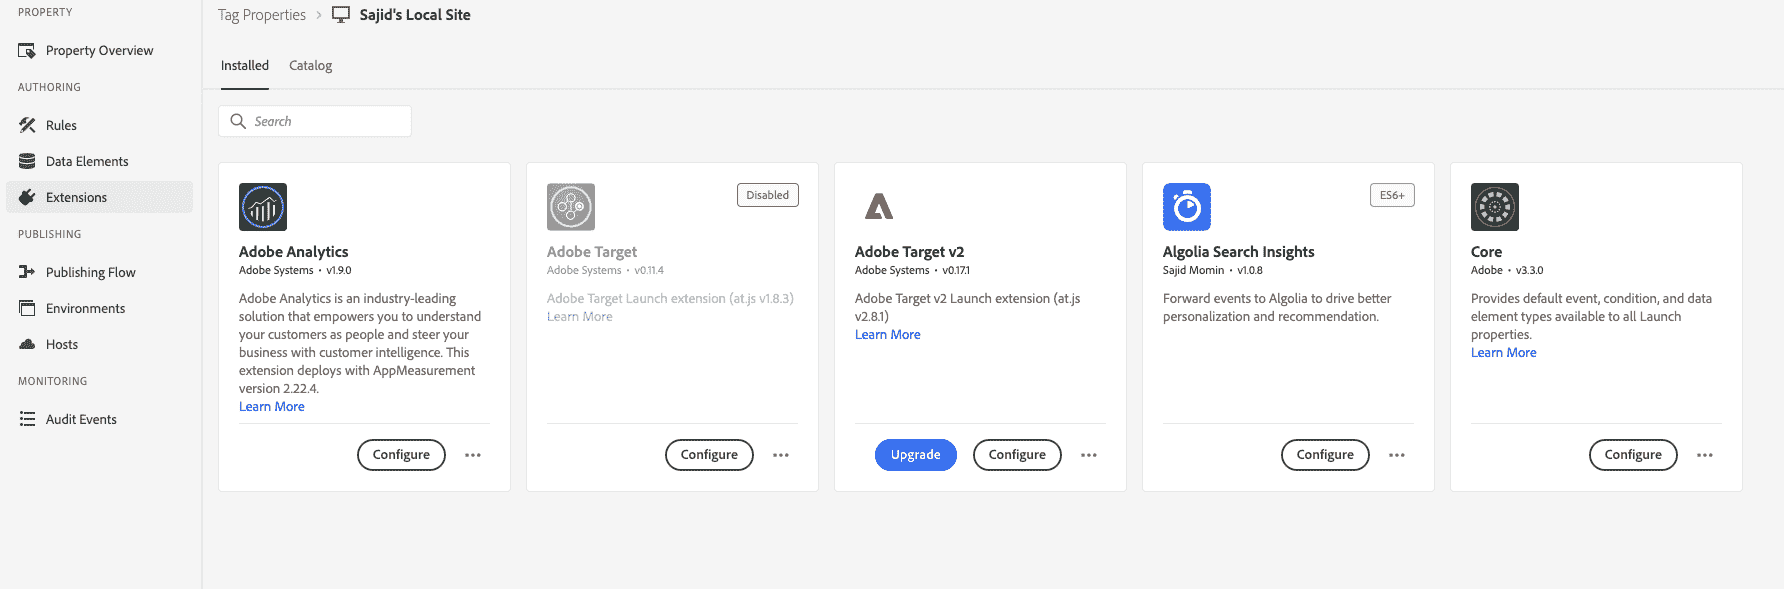 PROPERTY
Property Overview
AUTHORING
Rules
Data Elements
Extensions
PUBLISHING
Publishing Flow
Environments
Hosts
MONITORING
Audit Events
Tag Properties > Sajid's Local Site
Installed Catalog
Search
Adobe Analytics
Adobe Systems • v1.9.0
Adobe Analytics is an industry-leading
solution that empowers you to understand
your customers as people and steer your
business with customer intelligence. This
extension deploys with AppMeasurement
version 2.22.4.
Learn More
Configure •••
Disabled
Adobe Target
Adobe Systems • v0.11.4
Adobe Target Launch extension (at.js v1.8.3)
Learn More
Configure •••
Adobe Target v2
Adobe Systems • v0.17.1
Adobe Target v2 Launch extension (at.js
v2.8.1)
Learn More
Upgrade Configure •••
ES6+
Algolia Search Insights
Sajid Momin • v1.0.8
Forward events to Algolia to drive better
personalization and recommendation.
Configure •••
Core
Adobe • v3.3.0
Provides default event, condition, and data
element types available to all Launch
properties.
Learn More
Configure •••